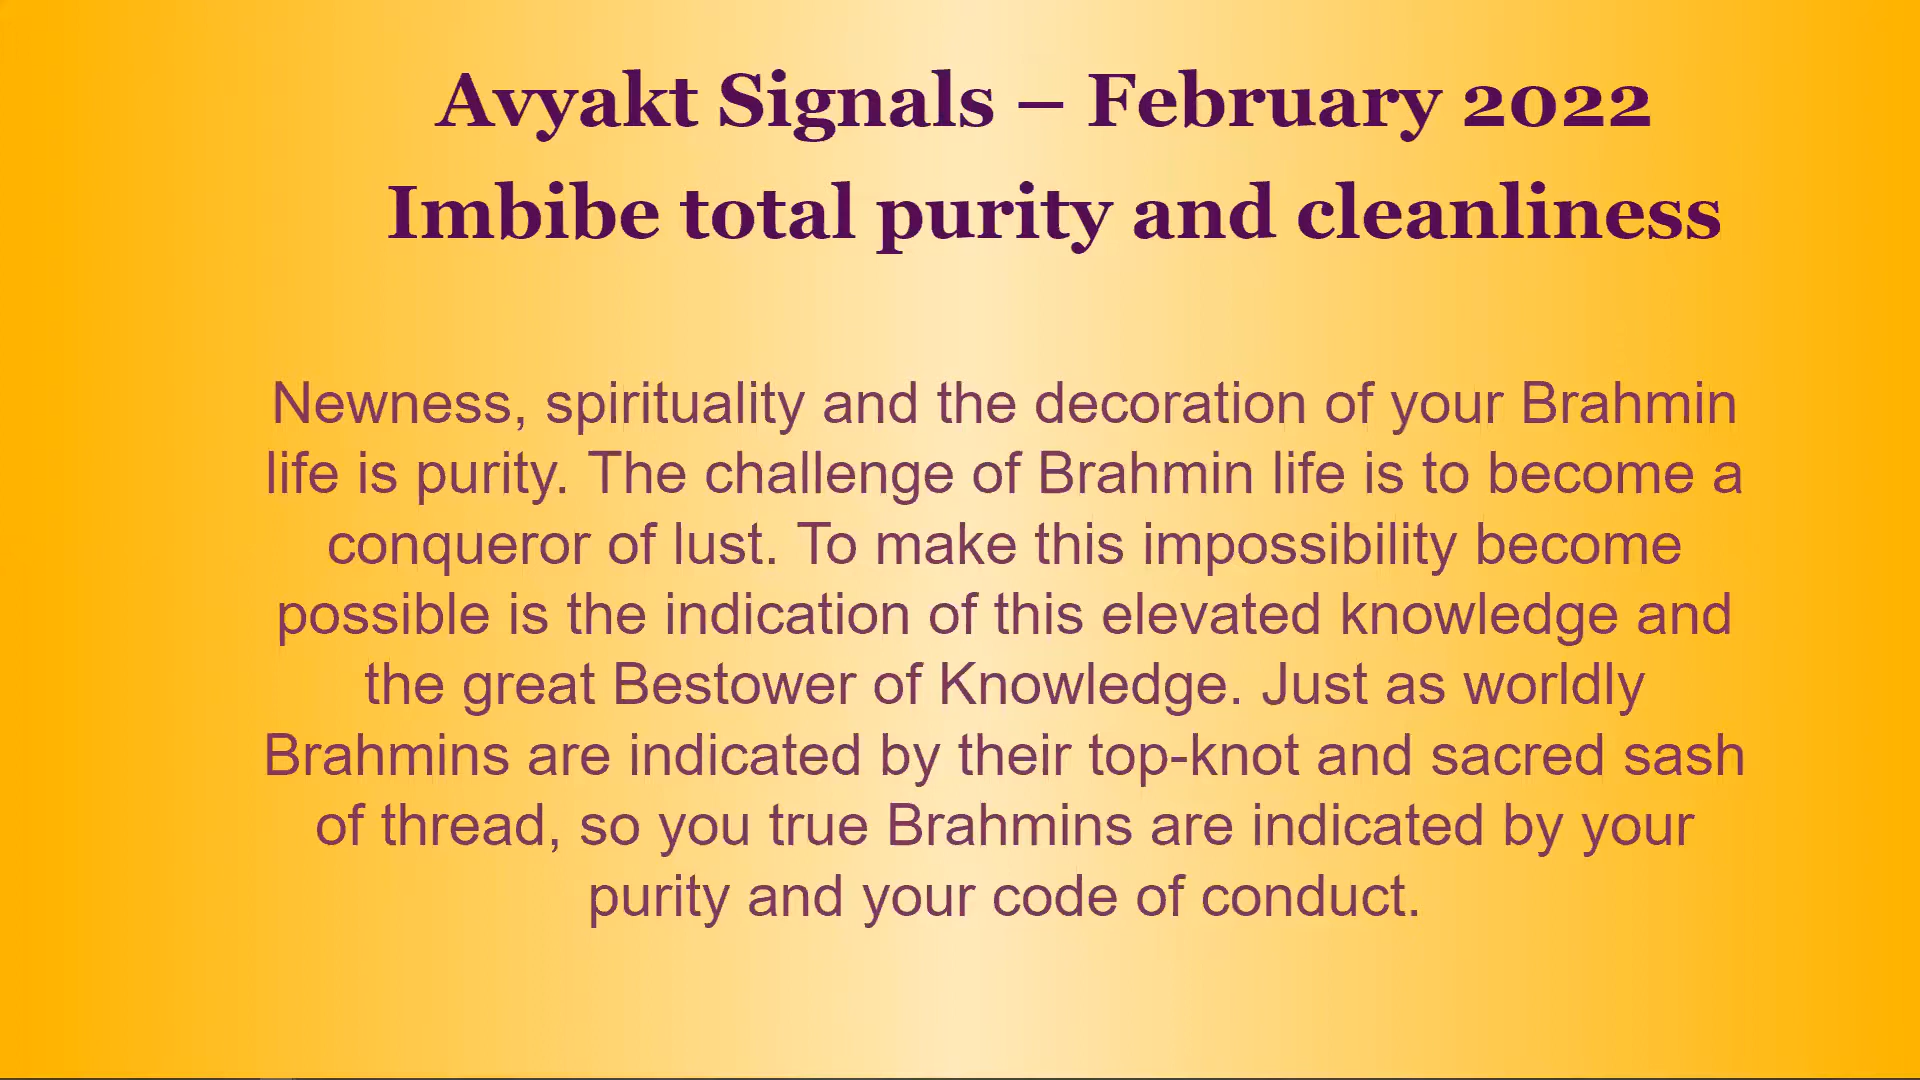 Avyakt Signals – February 2022
Imbibe total purity and cleanliness
Newness, spirituality and the decoration of your Brahmin
life is purity. The challenge of Brahmin life is to become a
conqueror of lust. To make this impossibility become
possible is the indication of this elevated knowledge and
the great Bestower of Knowledge. Just as worldly
Brahmins are indicated by their top-knot and sacred sash
of thread, so you true Brahmins are indicated by your
purity and your code of conduct.